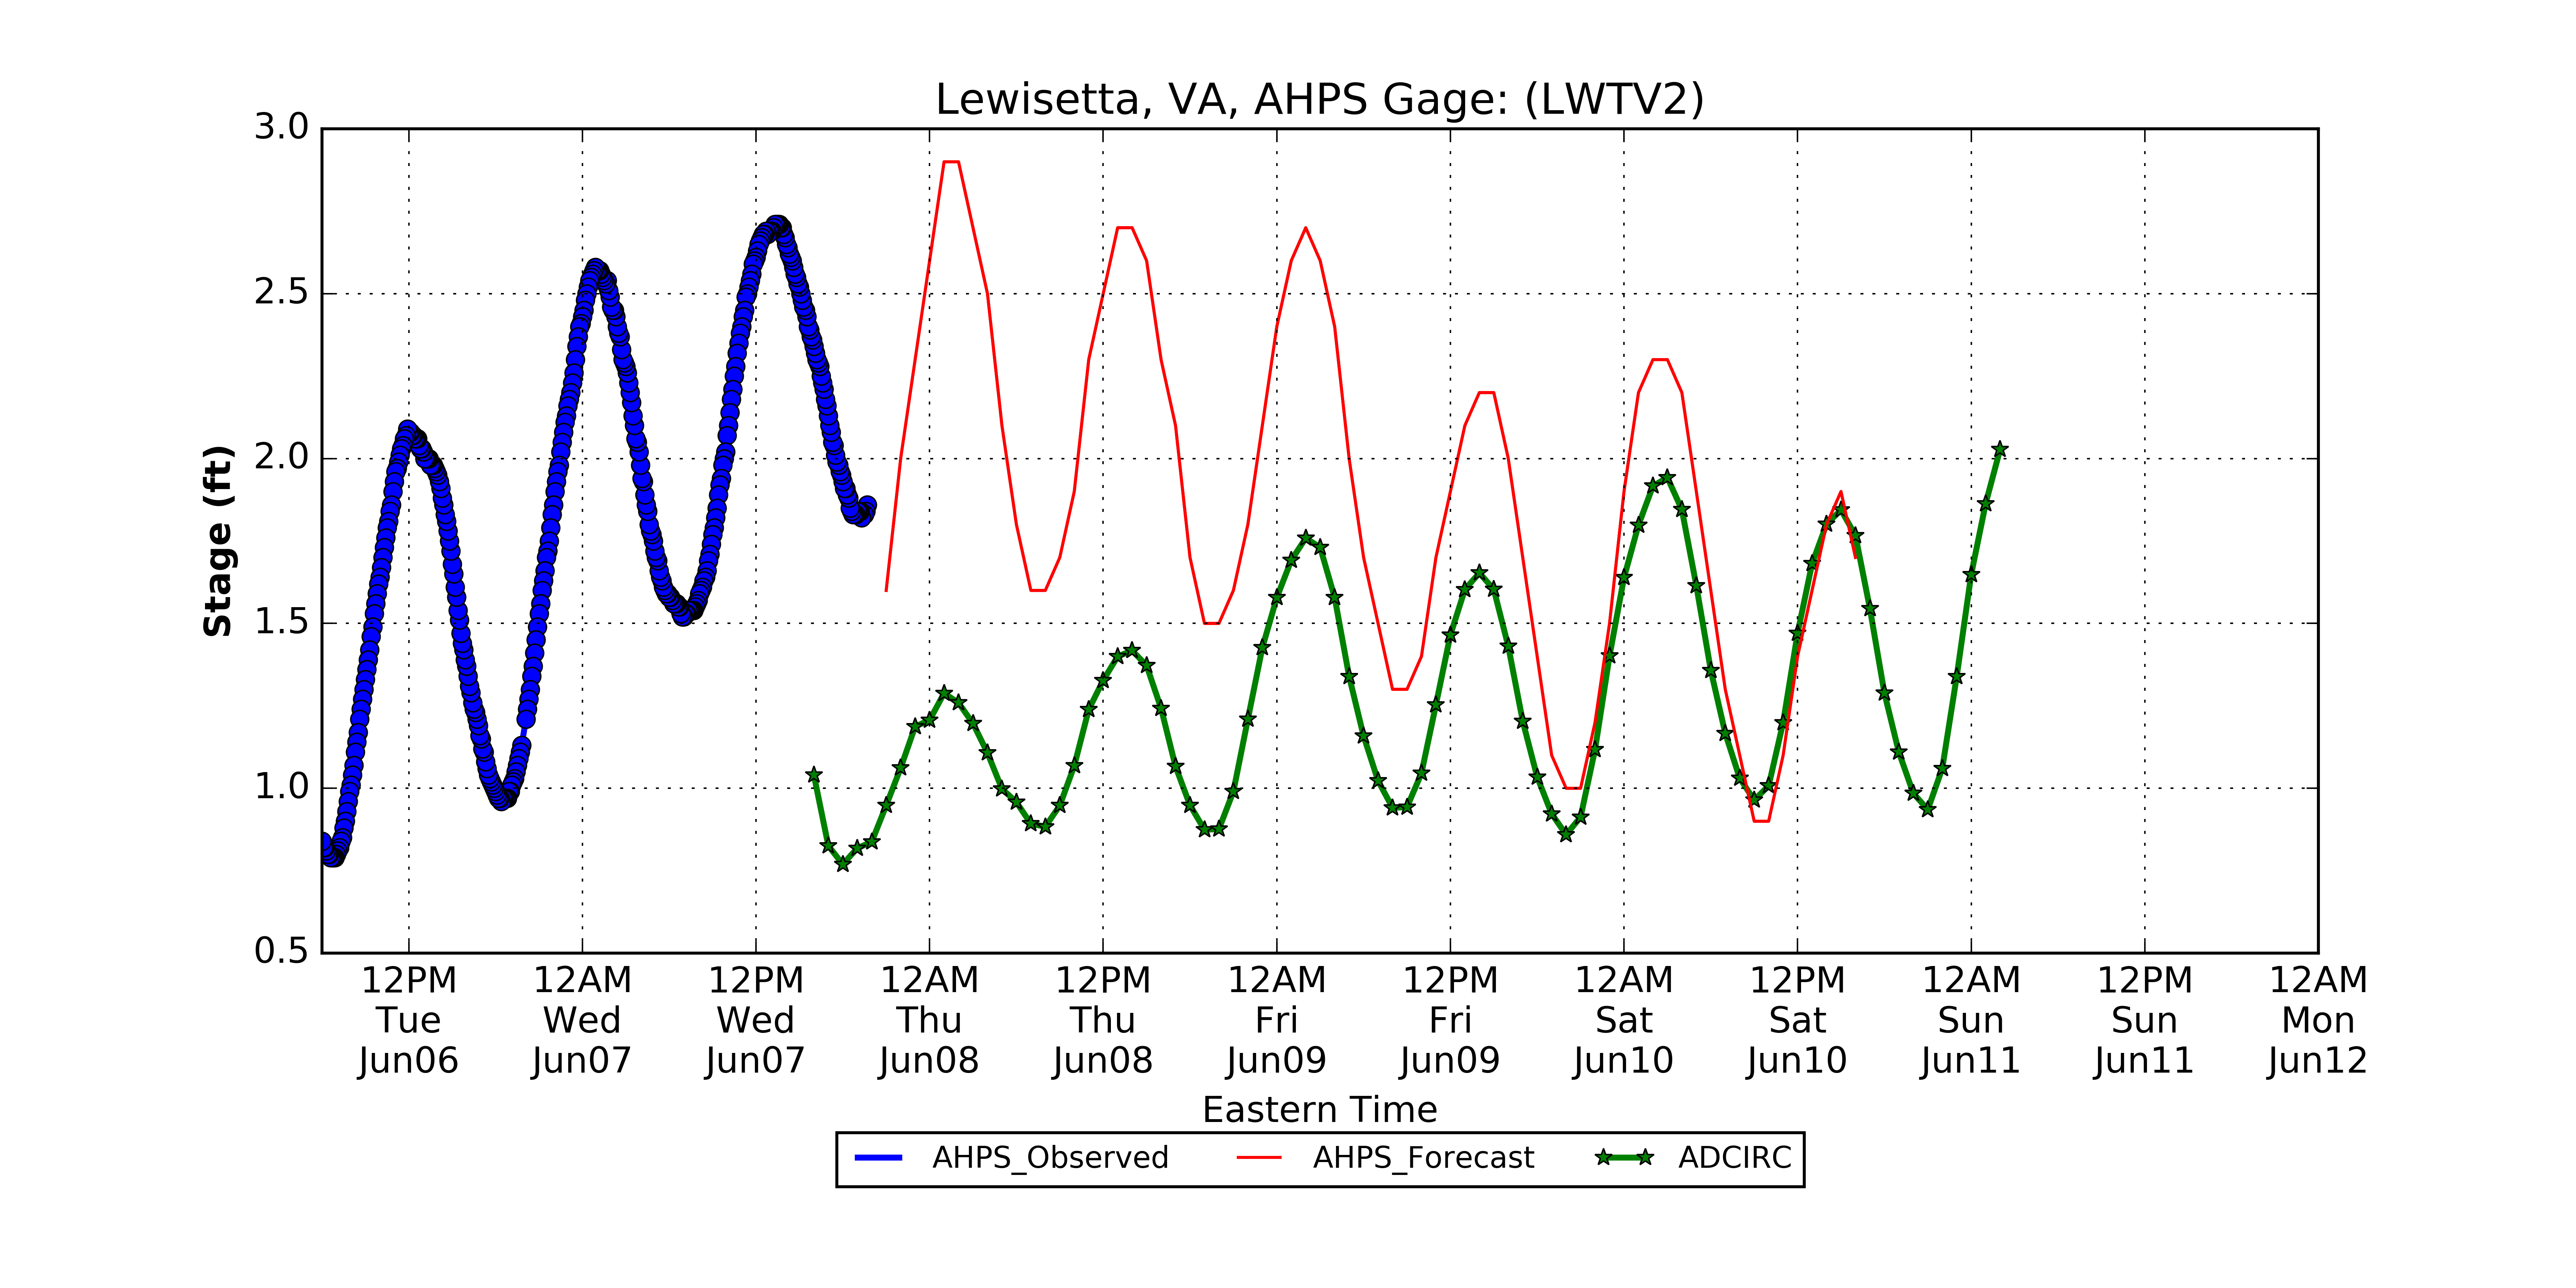 Lewisetta, VA, AHPS Gage: (LWTV2)
Stage (ft)
3.0
2.5
2.0
1.5
1.0
0.5
12PM 12AM 12PM 12AM 12PM 12AM 12PM 12AM 12PM 12AM 12PM 12AM
Tue Wed Wed Thu Thu Fri Fri Sat Sat Sun Sun Mon
Jun06 Jun07 Jun07 Jun08 Jun08 Jun09 Jun09 Jun10 Jun10 Jun11 Jun11 Jun12
Eastern Time
AHPS_Observed AHPS_Forecast ADCIRC